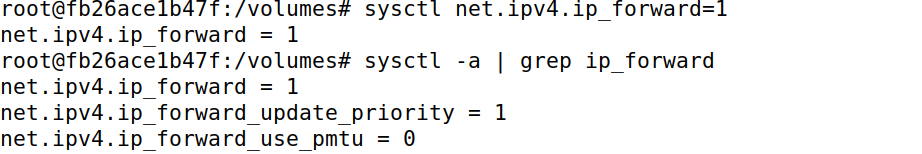 root@fb26ace1b47f:/volumes# sysctl net.ipv4.ip_forward=1
net.ipv4.ip_forward = 1
root@fb26ace1b47f:/volumes# sysctl -a | grep ip_forward
net.ipv4.ip_forward = 1
net.ipv4.ip_forward_update_priority = 1
net.ipv4.ip_forward_use_pmtu = 0